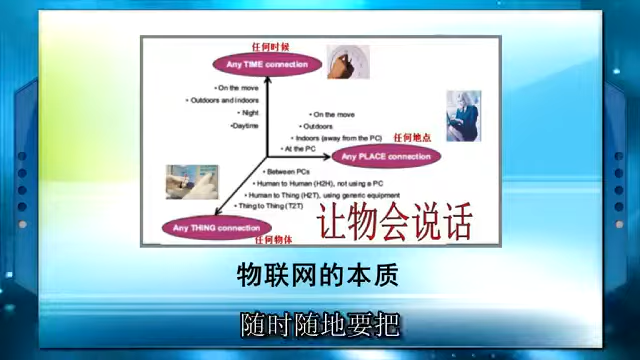 任何时候
Any TIME connection
• On the move
• Outdoors and indoors
• Night
•Daytime
• On the move
• Outdoors
• Indoors (away from the PC)
• At the PC
任何地点
Any PLACE connection
• Between PCs
• Human to Human (H2H), not using a PC
• Human to Thing (H2T), using generic equipment
• Thing to Thing (T2T)
Any THING connection
任何物体
让物会说话
物联网的本质
随时随地要把